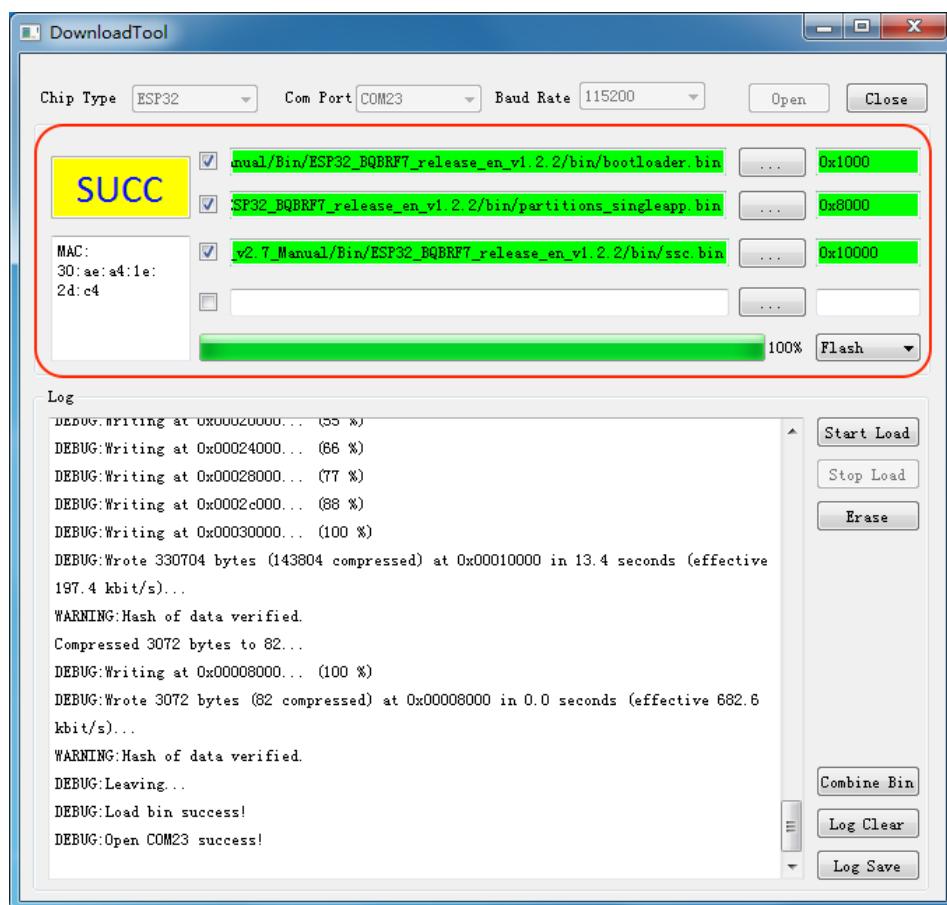 DownloadTool
Chip Type ESP32 Com Port COM23 Baud Rate 115200 Open Close
SUCC
nual/Bin/ESP32_BQBRF7_release_en_v1.2.2/bin/bootloader.bin ... 0x1000
SP32_BQBRF7_release_en_v1.2.2/bin/partitions_singleapp.bin ... 0x8000
MAC:
30:ae:a4:1e:
2d:c4
_v2.7_Manual/Bin/ESP32_BQBRF7_release_en_v1.2.2/bin/ssc.bin ... 0x10000
...
100% Flash
Log
DEBUG:Writing at 0x00020000... (55 %)
DEBUG:Writing at 0x00024000... (66 %)
DEBUG:Writing at 0x00028000... (77 %)
DEBUG:Writing at 0x0002c000... (88 %)
DEBUG:Writing at 0x00030000... (100 %)
DEBUG:Wrote 330704 bytes (143804 compressed) at 0x00010000 in 13.4 seconds (effective
197.4 kbit/s)...
WARNING:Hash of data verified.
Compressed 3072 bytes to 82...
DEBUG:Writing at 0x00008000... (100 %)
DEBUG:Wrote 3072 bytes (82 compressed) at 0x00008000 in 0.0 seconds (effective 682.6
kbit/s)...
WARNING:Hash of data verified.
DEBUG:Leaving...
DEBUG:Load bin success!
DEBUG:Open COM23 success!
Start Load
Stop Load
Erase
Combine Bin
Log Clear
Log Save